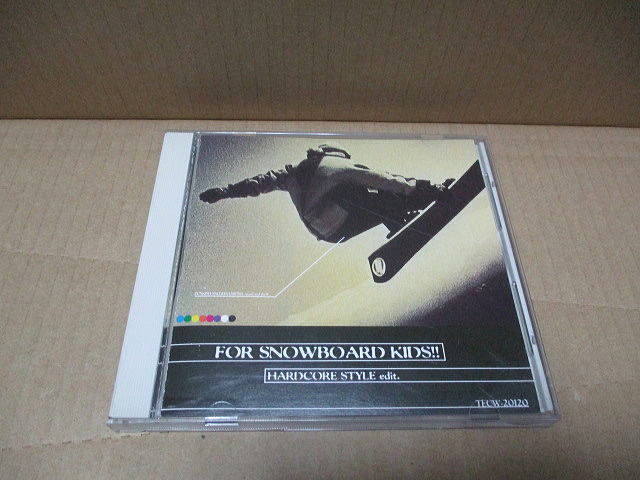 FOR SNOWBOARD KIDS!!
HARDCORE STYLE edit.
TECW-20120